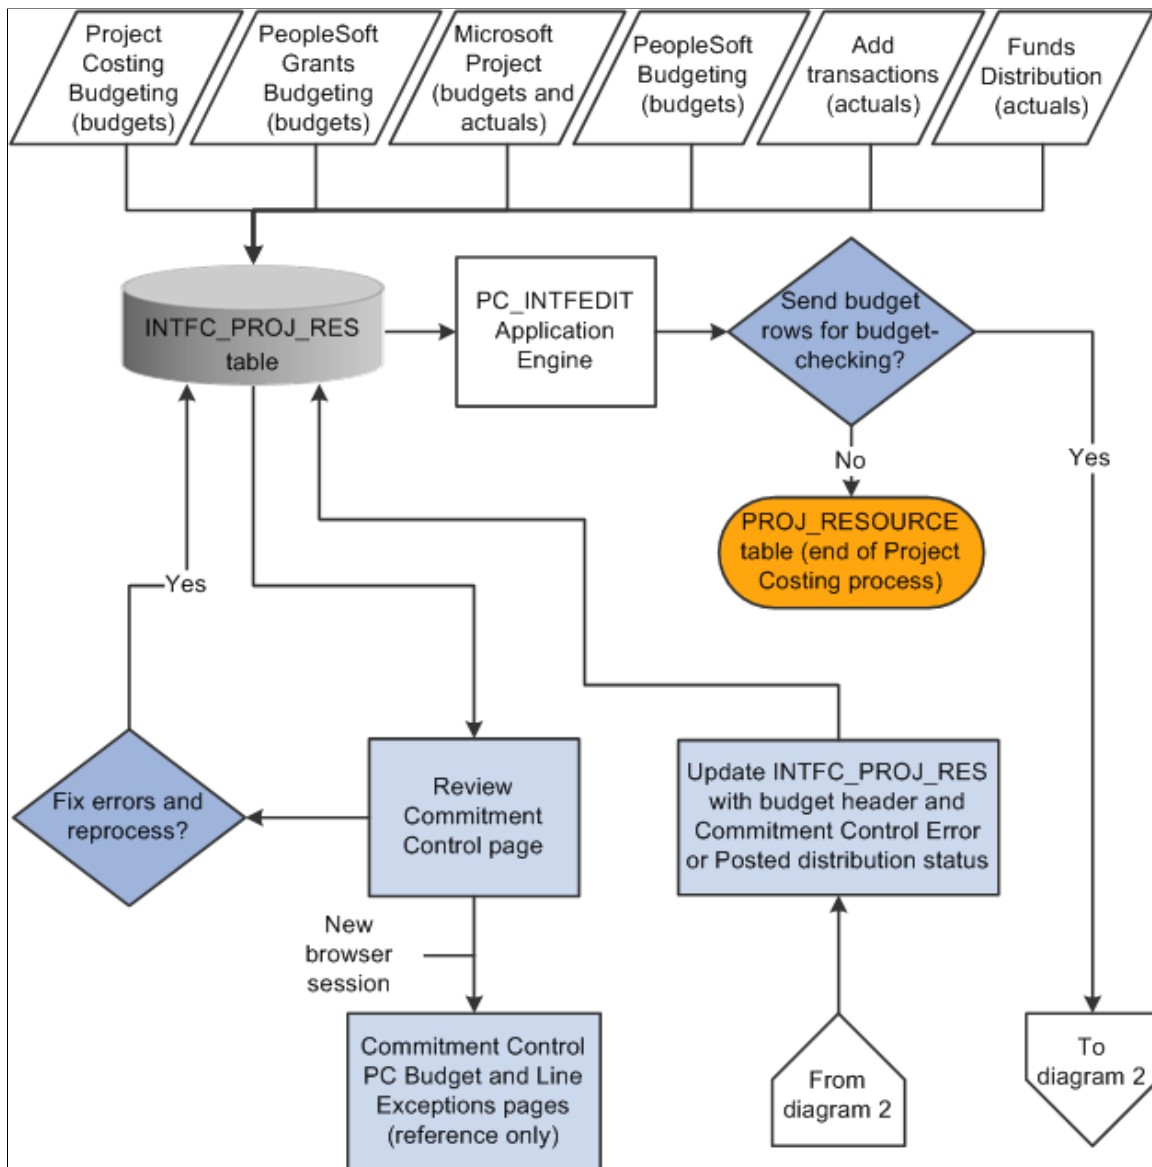 Project
Costing
Budgeting
(budgets)
PeopleSoft
Grants
Budgeting
(budgets)
Microsoft
Project
(budgets and
actuals)
PeopleSoft
Budgeting
(budgets)
Add
transactions
(actuals)
Funds
Distribution
(actuals)
INTFC_PROJ_RES
table
PC_INTFEDIT
Application
Engine
Send budget
rows for budget-
checking?
No
Yes
PROJ_RESOURCE
table (end of Project
Costing process)
Yes
Fix errors and
reprocess?
Review
Commitment
Control page
Update INTFC_PROJ_RES
with budget header and
Commitment Control Error
or Posted distribution status
New
browser
session
Commitment Control
PC Budget and Line
Exceptions pages
(reference only)
From
diagram 2
To
diagram 2